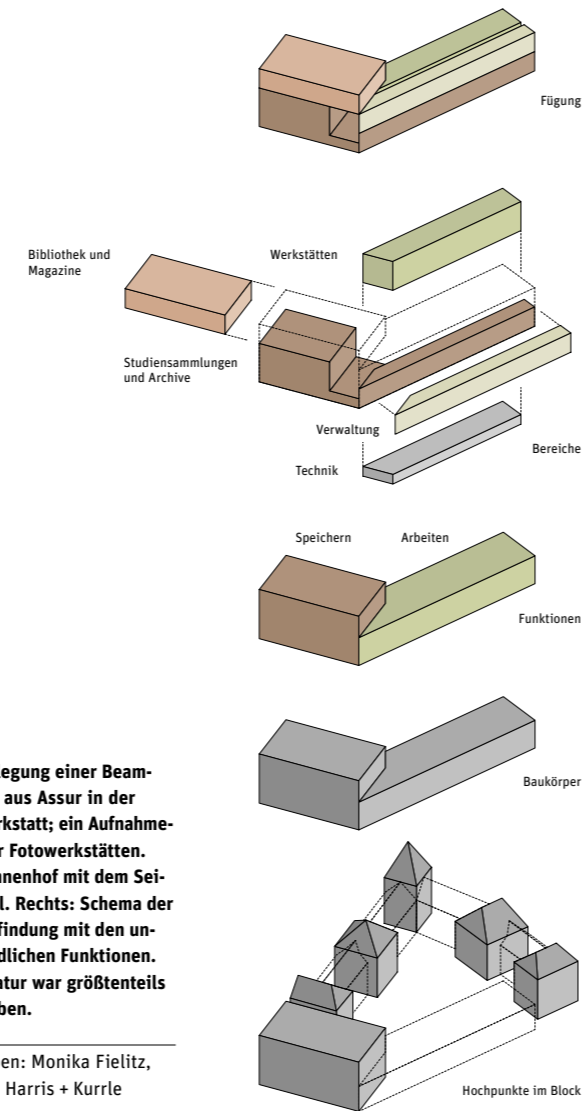 Fügung
Bibliothek und
Magazine
Werkstätten
Studiensammlungen
und Archive
Verwaltung
Bereiche
Technik
Speichern
Arbeiten
Funktionen
Baukörper
Hochpunkte im Block
legung einer Beam-
aus Assur in der
rkstatt; ein Aufnahme-
r Fotowerkstätten.
nenhof mit dem Sei-
l. Rechts: Schema der
findung mit den un-
dlichen Funktionen.
atur war größtenteils
ben.
en: Monika Fielitz,
Harris + Kurrle